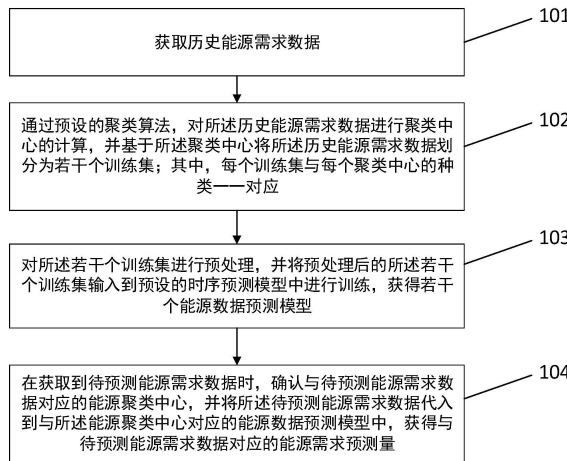 获取历史能源需求数据
101
通过预设的聚类算法，对所述历史能源需求数据进行聚类中
心的计算，并基于所述聚类中心将所述历史能源需求数据划
分为若干个训练集；其中，每个训练集与每个聚类中心的种
类一一对应
102
对所述若干个训练集进行预处理，并将预处理后的所述若干
个训练集输入到预设的时序预测模型中进行训练，获得若干
个能源数据预测模型
103
在获取到待预测能源需求数据时，确认与待预测能源需求数
据对应的能源聚类中心，并将所述待预测能源需求数据代入
到与所述能源聚类中心对应的能源数据预测模型中，获得与
待预测能源需求数据对应的能源需求预测量
104